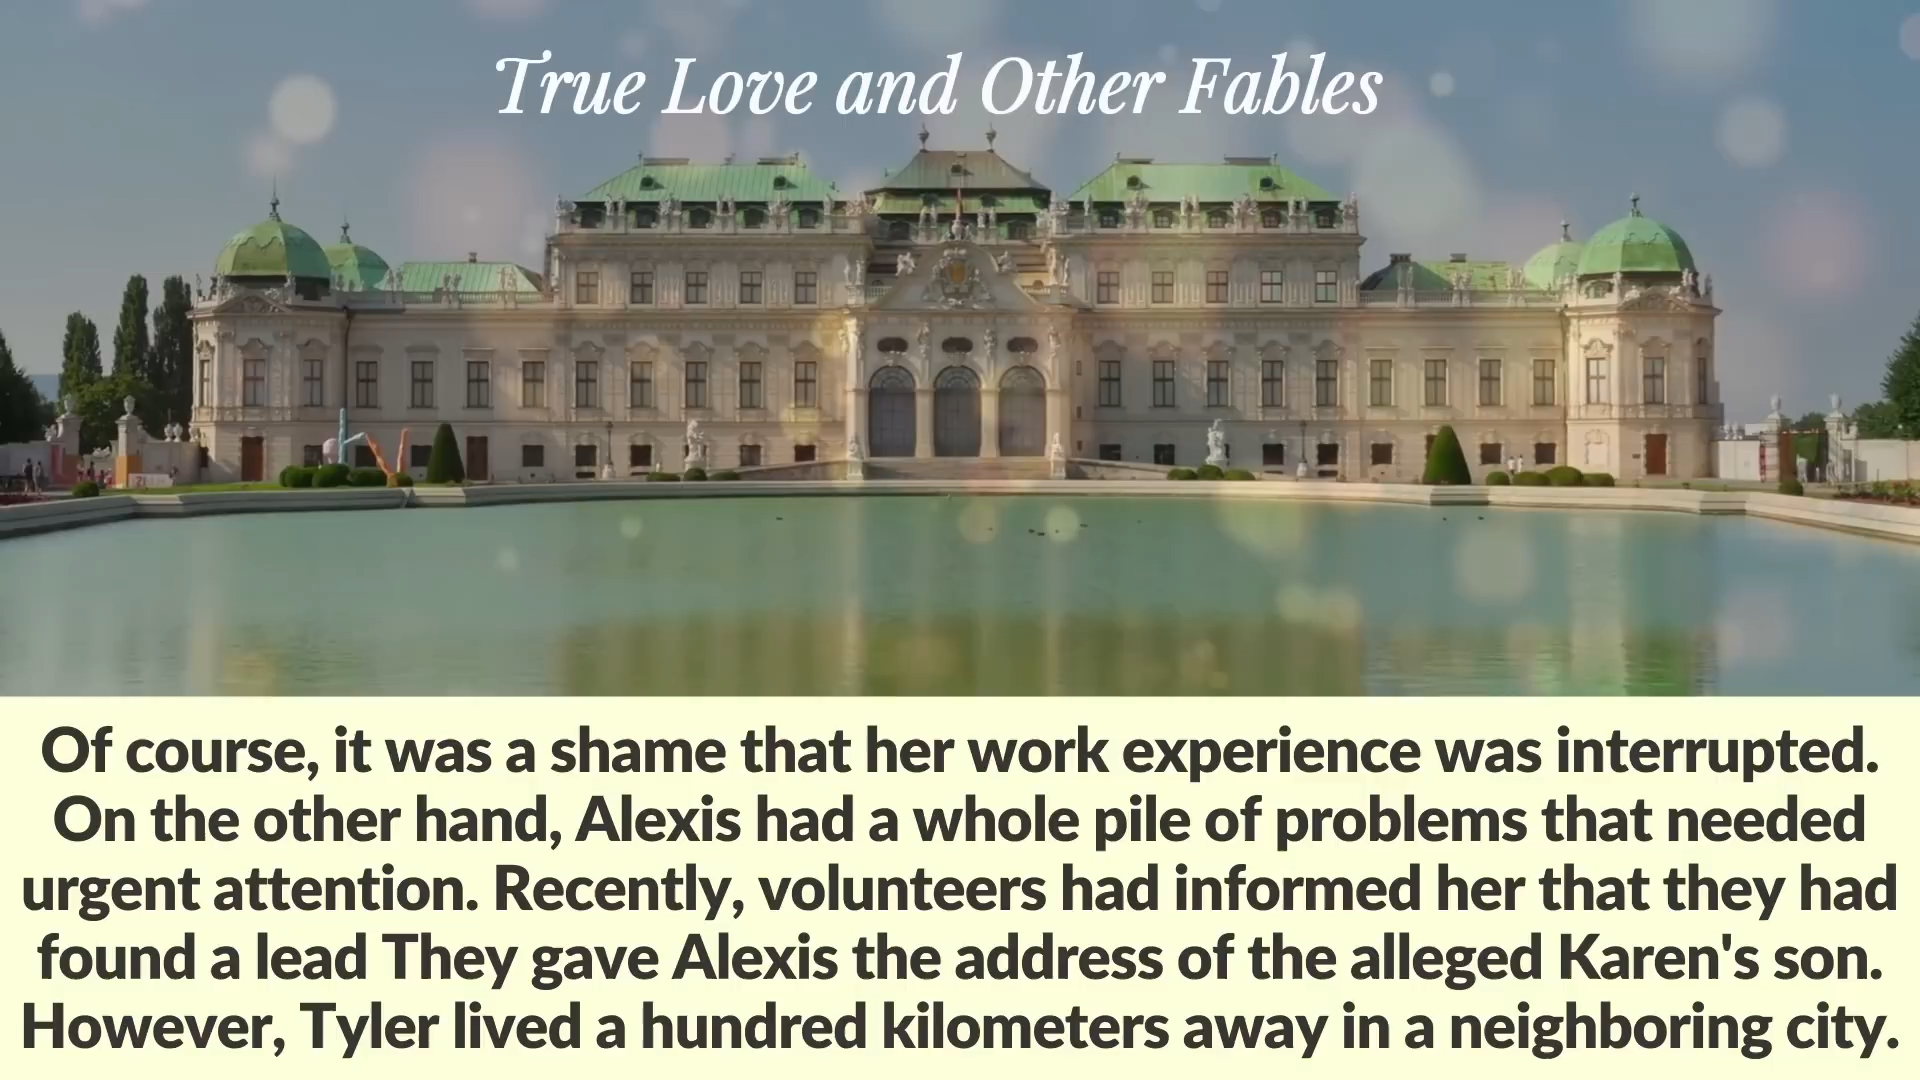 True Love and Other Fables
Of course, it was a shame that her work experience was interrupted.
On the other hand, Alexis had a whole pile of problems that needed
urgent attention. Recently, volunteers had informed her that they had
found a lead They gave Alexis the address of the alleged Karen's son.
However, Tyler lived a hundred kilometers away in a neighboring city.